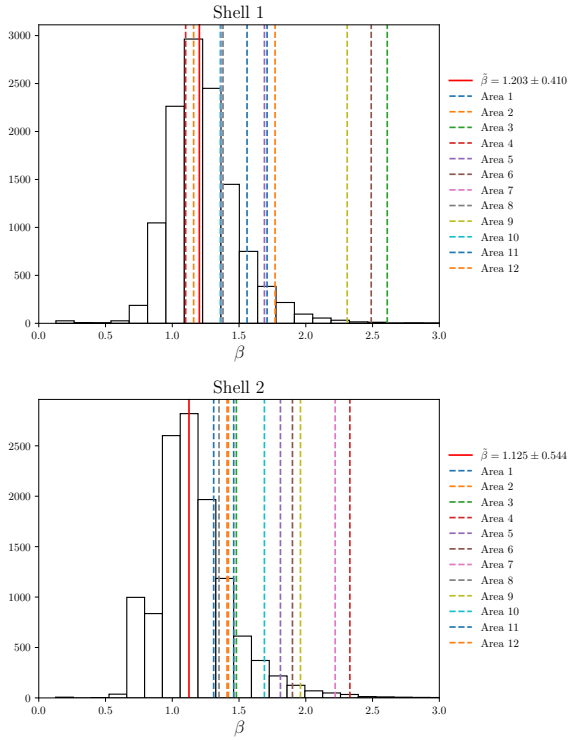 Shell 1
3000
2500
2000
1500
1000
500
0
0.0 0.5 1.0 1.5 2.0 2.5 3.0
β
β̃ = 1.203 ± 0.410
Area 1
Area 2
Area 3
Area 4
Area 5
Area 6
Area 7
Area 8
Area 9
Area 10
Area 11
Area 12
Shell 2
2500
2000
1500
1000
500
0
0.0 0.5 1.0 1.5 2.0 2.5 3.0
β
β̃ = 1.125 ± 0.544
Area 1
Area 2
Area 3
Area 4
Area 5
Area 6
Area 7
Area 8
Area 9
Area 10
Area 11
Area 12